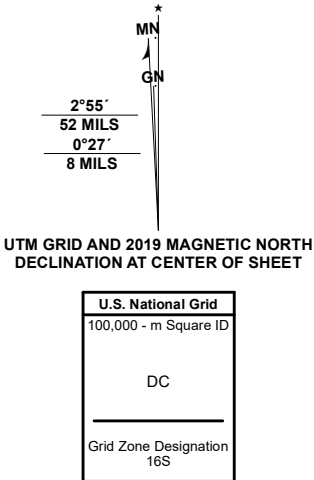 ★
MN
GN
2°55´
52 MILS
0°27´
8 MILS
UTM GRID AND 2019 MAGNETIC NORTH
DECLINATION AT CENTER OF SHEET
U.S. National Grid
100,000 - m Square ID
DC
Grid Zone Designation
16S